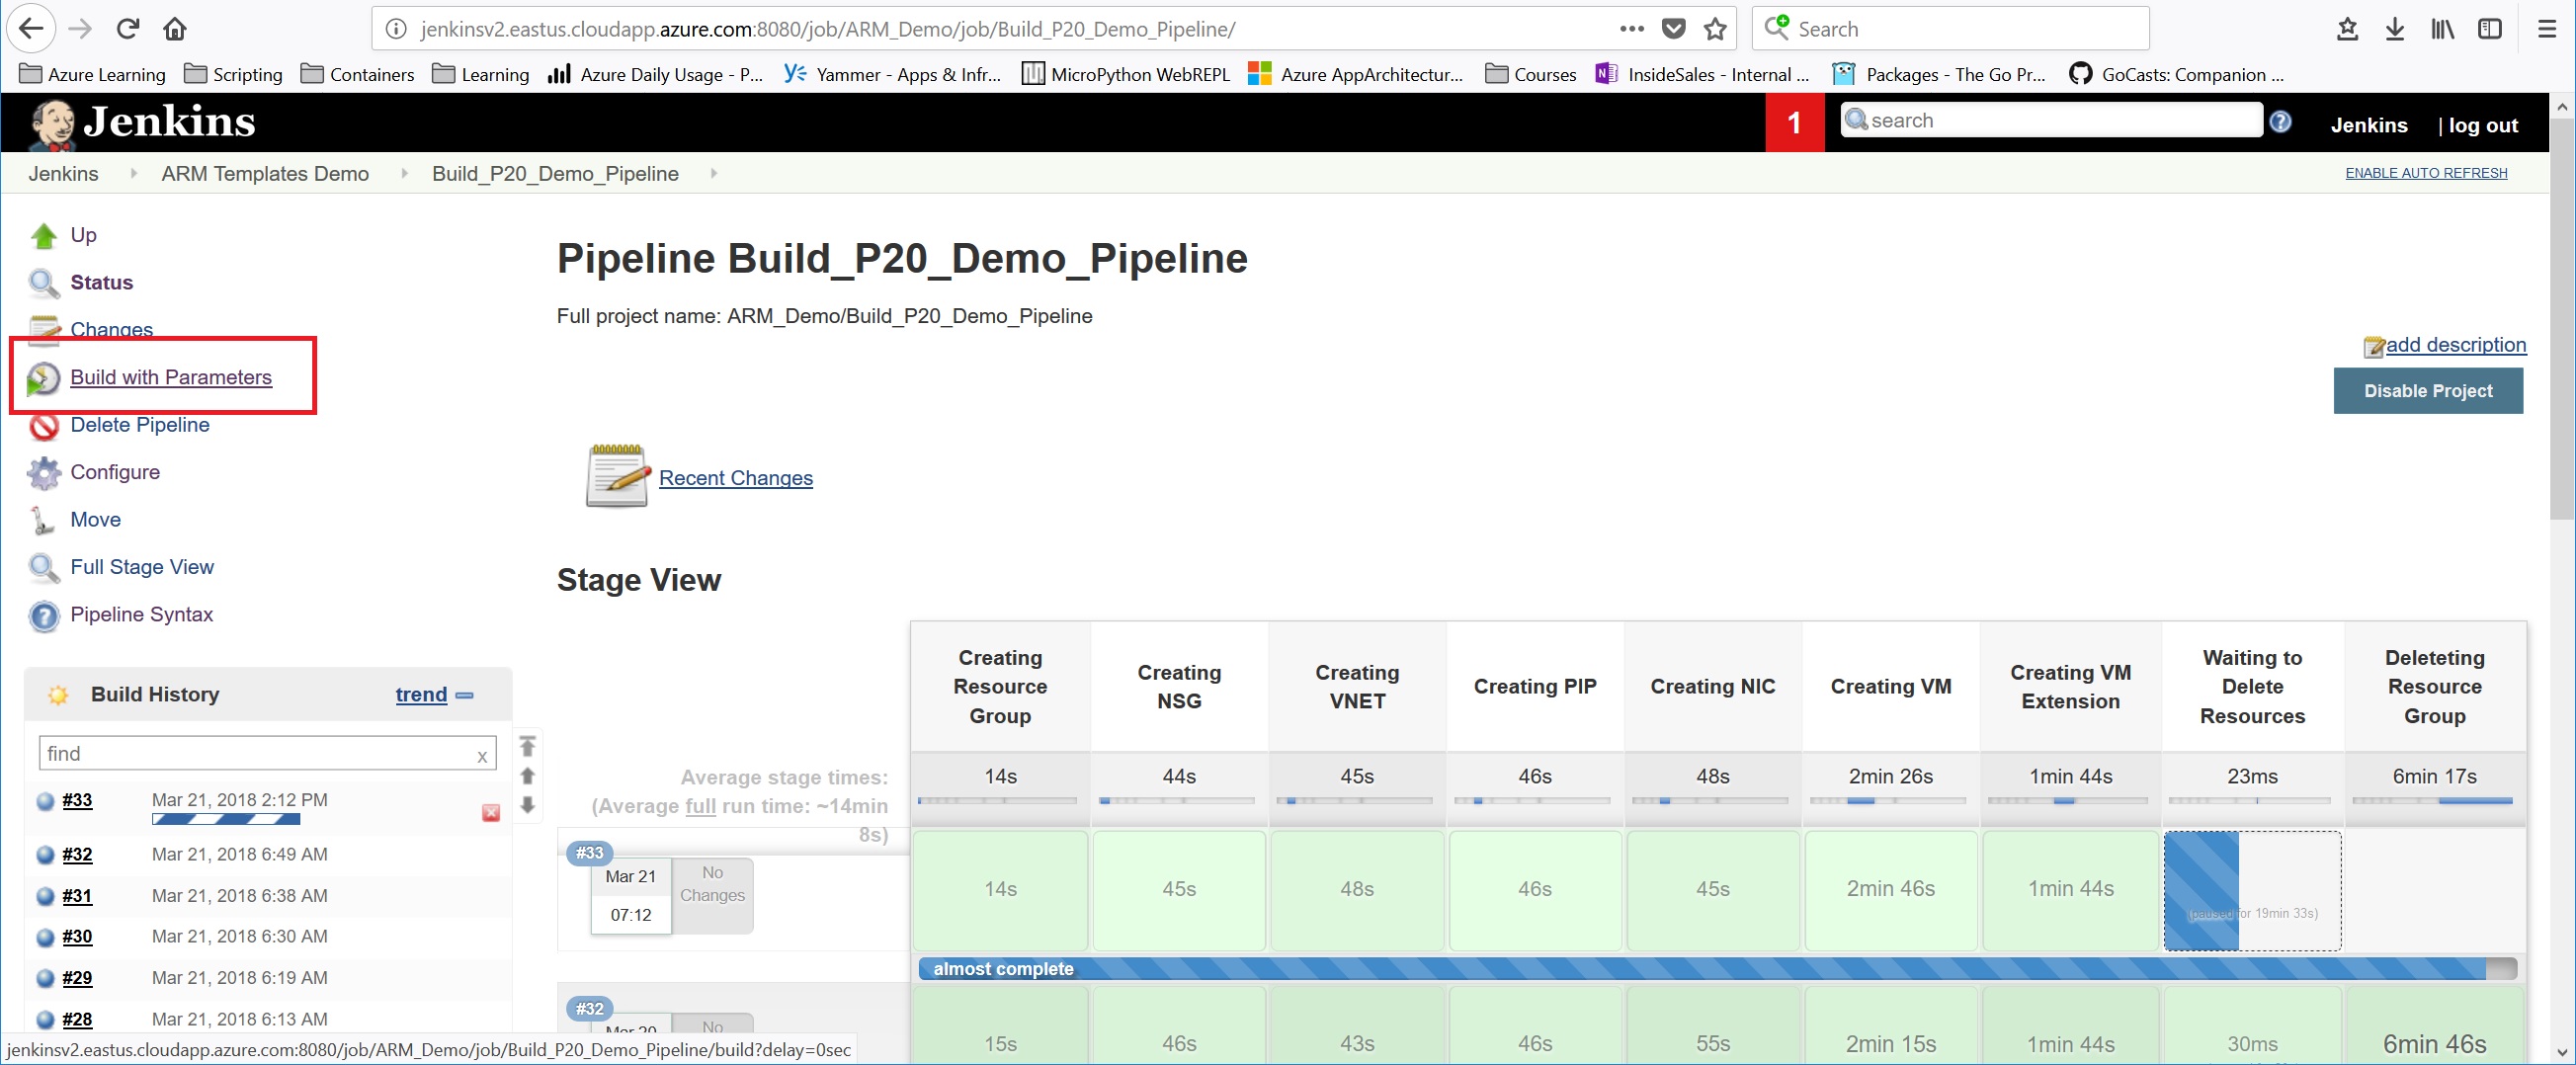 jenkinsv2.eastus.cloudapp.azure.com:8080/job/ARM_Demo/job/Build_P20_Demo_Pipeline/
Search
Azure Learning Scripting Containers Learning Azure Daily Usage - P... Yammer - Apps & Infr... MicroPython WebREPL Azure AppArchitectur... Courses InsideSales - Internal ... Packages - The Go Pr... GoCasts: Companion ...
Jenkins 1 search Jenkins | log out
Jenkins ARM Templates Demo Build_P20_Demo_Pipeline ENABLE AUTO REFRESH
Up
Status
Changes
Build with Parameters
Delete Pipeline
Configure
Move
Full Stage View
Pipeline Syntax
Build History trend
find x
#33 Mar 21, 2018 2:12 PM
#32 Mar 21, 2018 6:49 AM
#31 Mar 21, 2018 6:38 AM
#30 Mar 21, 2018 6:30 AM
#29 Mar 21, 2018 6:19 AM
#28 Mar 21, 2018 6:13 AM
Pipeline Build_P20_Demo_Pipeline
Full project name: ARM_Demo/Build_P20_Demo_Pipeline
add description
Disable Project
Recent Changes
Stage View
Creating Resource Group
Creating NSG
Creating VNET
Creating PIP
Creating NIC
Creating VM
Creating VM Extension
Waiting to Delete Resources
Deleteting Resource Group
Average stage times:
(Average full run time: ~14min
8s)
14s 44s 45s 46s 48s 2min 26s 1min 44s 23ms 6min 17s
#33
Mar 21
07:12
No
Changes
14s 45s 48s 46s 45s 2min 46s 1min 44s
(paused for 19min 33s)
almost complete
#32
Mar 20
No
15s 46s 43s 46s 55s 2min 15s 1min 44s 30ms 6min 46s
jenkinsv2.eastus.cloudapp.azure.com:8080/job/ARM_Demo/job/Build_P20_Demo_Pipeline/build?delay=0sec